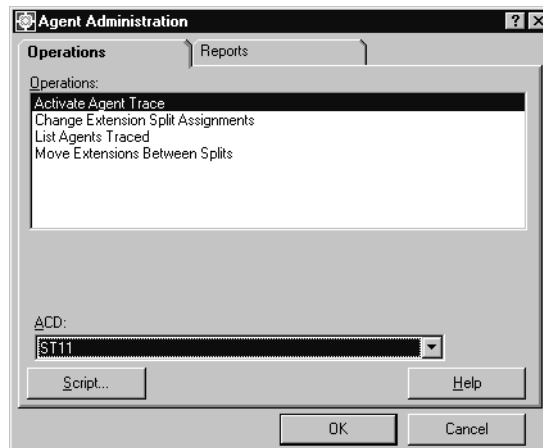 Agent Administration
Operations
Reports
Operations:
Activate Agent Trace
Change Extension Split Assignments
List Agents Traced
Move Extensions Between Splits
ACD:
ST11
Script...
Help
OK
Cancel